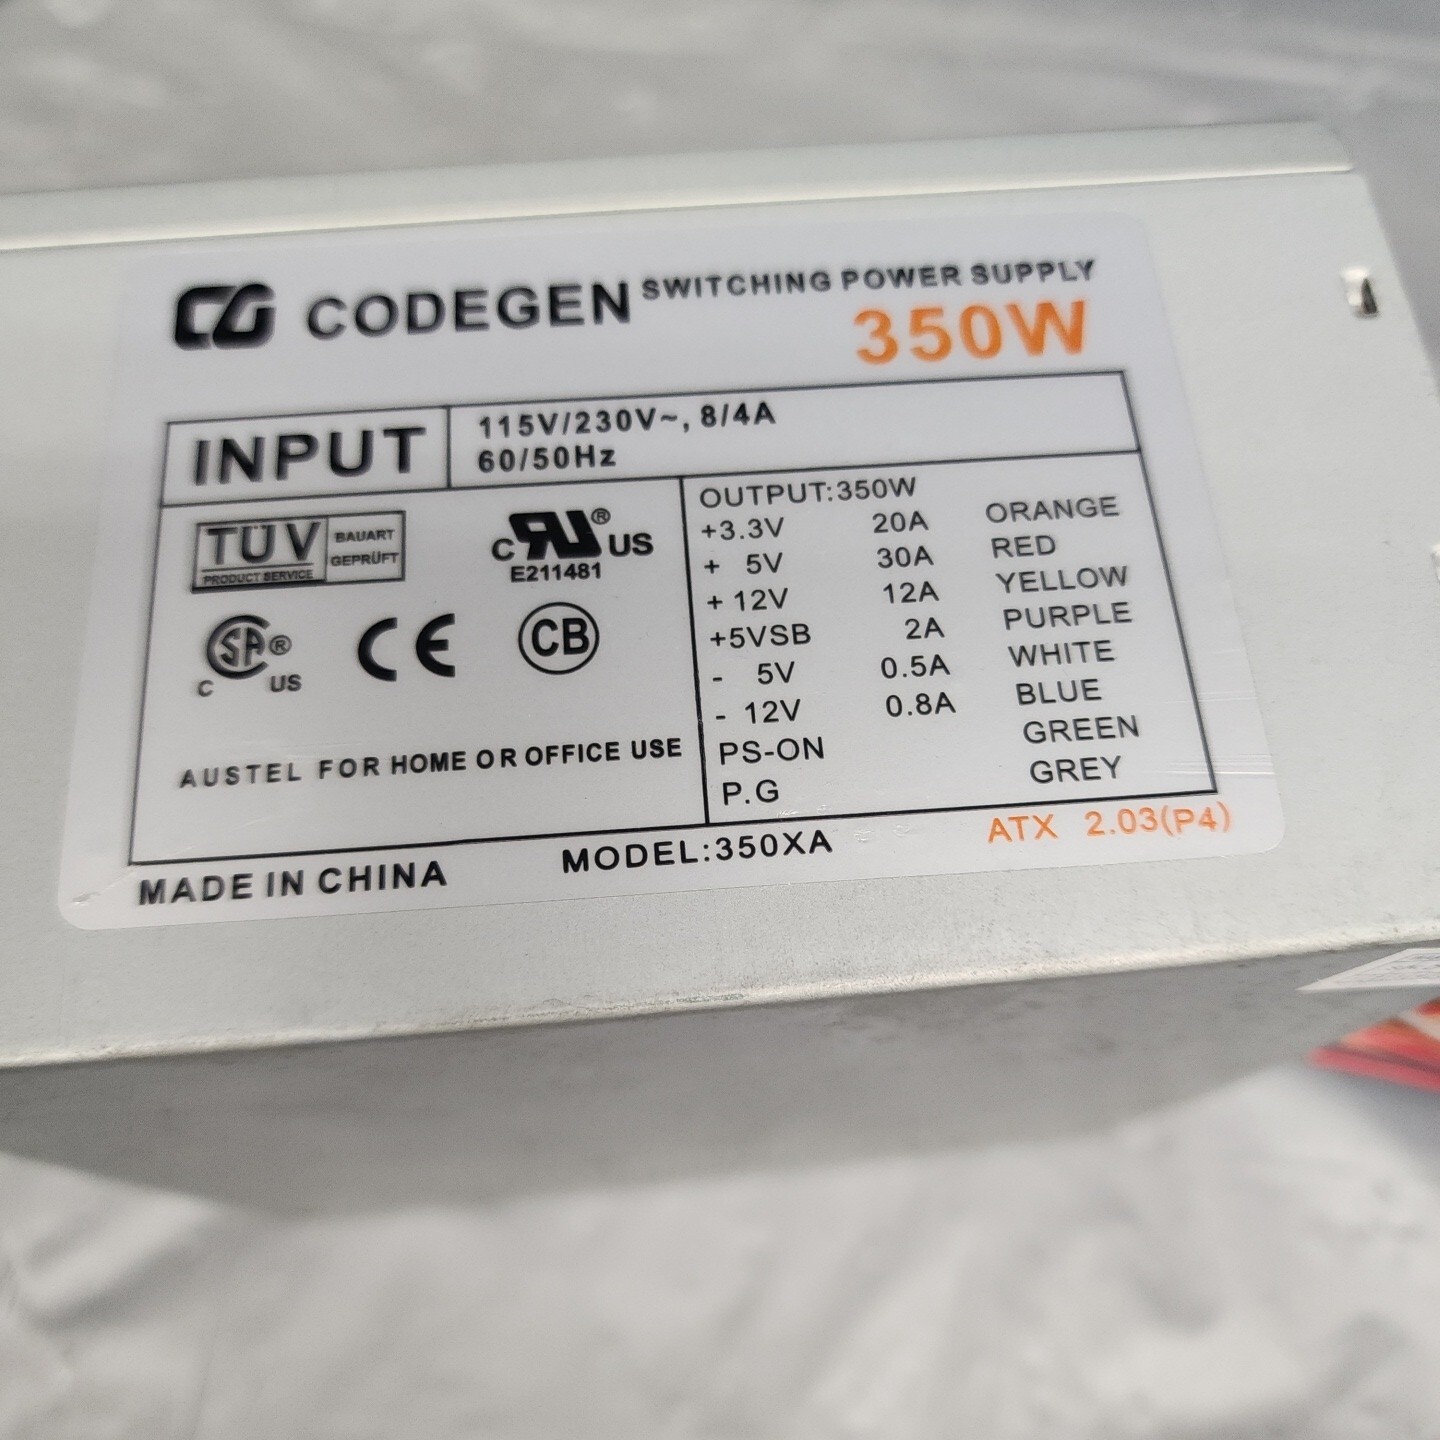 CG CODEGEN SWITCHING POWER SUPPLY
350W
INPUT
115V/230V~, 8/4A
60/50Hz
TÜV
PRODUCT SERVICE
BAUART
GEPRÜFT
C RU® US
E211481
C SA® US
CE
CB
AUSTEL FOR HOME OR OFFICE USE
OUTPUT:350W
+3.3V 20A ORANGE
+ 5V 30A RED
+ 12V 12A YELLOW
+5VSB 2A PURPLE
- 5V 0.5A WHITE
- 12V 0.8A BLUE
PS-ON GREEN
P.G GREY
MADE IN CHINA MODEL:350XA ATX 2.03(P4)